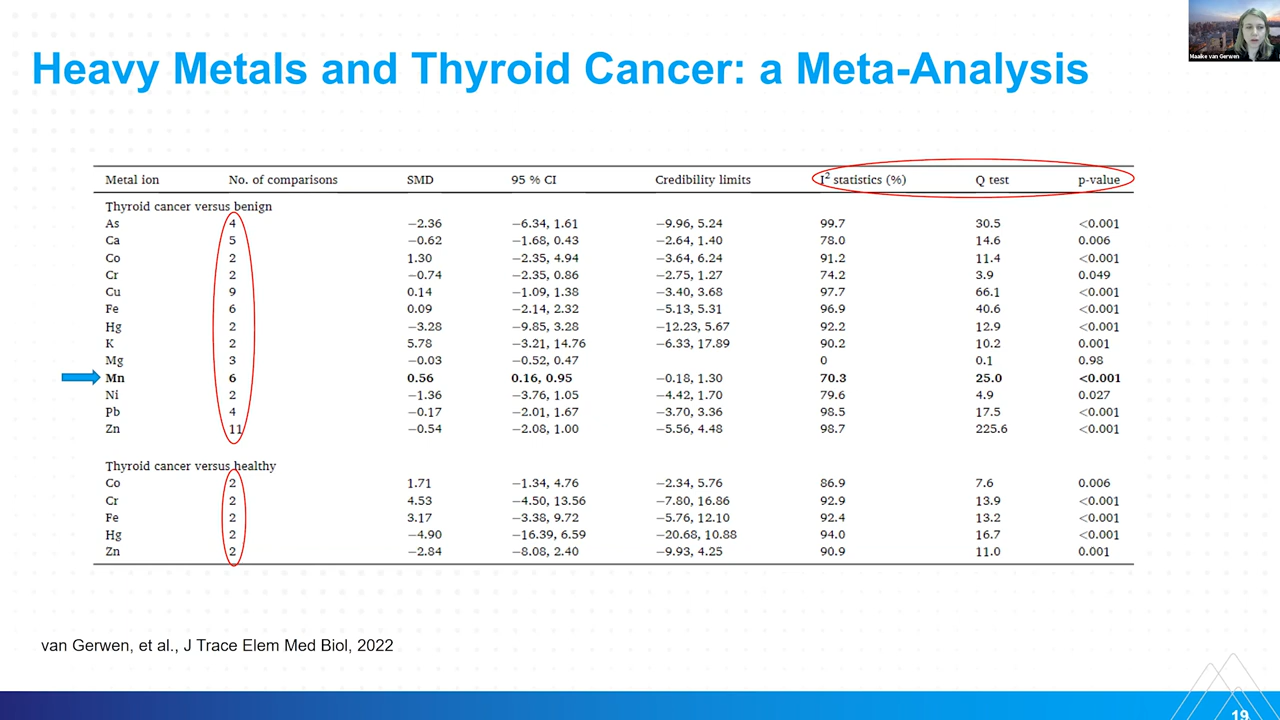 Maaike van Gerwen
Heavy Metals and Thyroid Cancer: a Meta-Analysis
Metal ion No. of comparisons SMD 95 % CI Credibility limits I² statistics (%) Q test p-value
Thyroid cancer versus benign
As 4 −2.36 −6.34, 1.61 −9.96, 5.24 99.7 30.5 <0.001
Ca 5 −0.62 −1.68, 0.43 −2.64, 1.40 78.0 14.6 0.006
Co 2 1.30 −2.35, 4.94 −3.64, 6.24 91.2 11.4 <0.001
Cr 2 −0.74 −2.35, 0.86 −2.75, 1.27 74.2 3.9 0.049
Cu 9 0.14 −1.09, 1.38 −3.40, 3.68 97.7 66.1 <0.001
Fe 6 0.09 −2.14, 2.32 −5.13, 5.31 96.9 40.6 <0.001
Hg 2 −3.28 −9.85, 3.28 −12.23, 5.67 92.2 12.9 <0.001
K 2 5.78 −3.21, 14.76 −6.33, 17.89 90.2 10.2 0.001
Mg 3 −0.03 −0.52, 0.47 0 0.1 0.98
Mn 6 0.56 0.16, 0.95 −0.18, 1.30 70.3 25.0 <0.001
Ni 2 −1.36 −3.76, 1.05 −4.42, 1.70 79.6 4.9 0.027
Pb 4 −0.17 −2.01, 1.67 −3.70, 3.36 98.5 17.5 <0.001
Zn 11 −0.54 −2.08, 1.00 −5.56, 4.48 98.7 225.6 <0.001
Thyroid cancer versus healthy
Co 2 1.71 −1.34, 4.76 −2.34, 5.76 86.9 7.6 0.006
Cr 2 4.53 −4.50, 13.56 −7.80, 16.86 92.9 13.9 <0.001
Fe 2 3.17 −3.38, 9.72 −5.76, 12.10 92.4 13.2 <0.001
Hg 2 −4.90 −16.39, 6.59 −20.68, 10.88 94.0 16.7 <0.001
Zn 2 −2.84 −8.08, 2.40 −9.93, 4.25 90.9 11.0 0.001
van Gerwen, et al., J Trace Elem Med Biol, 2022
19